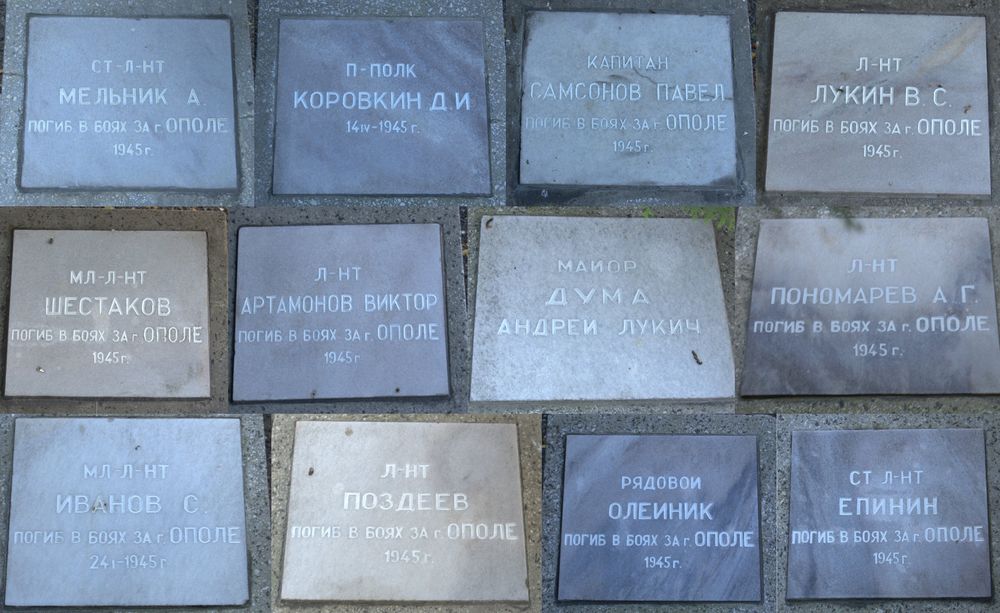 СТ-Л-НТ
МЕЛЬНИК А.
ПОГИБ В БОЯХ ЗА г. ОПОЛЕ
1945 г.
П-ПОЛК
КОРОВКИН Д.И
14 IV-1945 г.
КАПИТАН
САМСОНОВ ПАВЕЛ
ПОГИБ В БОЯХ ЗА г. ОПОЛЕ
1945 г.
Л-НТ
ЛУКИН В.С.
ПОГИБ В БОЯХ ЗА г. ОПОЛЕ
1945 г.
МЛ-Л-НТ
ШЕСТАКОВ
ПОГИБ В БОЯХ ЗА г. ОПОЛЕ
1945 г.
Л-НТ
АРТАМОНОВ ВИКТОР
ПОГИБ В БОЯХ ЗА г. ОПОЛЕ
1945 г.
МАИОР
ДУМА
АНДРЕИ ЛУКИЧ
Л-НТ
ПОНОМАРЕВ А.Г.
ПОГИБ В БОЯХ ЗА г. ОПОЛЕ
1945 г.
МЛ-Л-НТ
ИВАНОВ С.
ПОГИБ В БОЯХ ЗА г. ОПОЛЕ
24 I-1945 г
Л-НТ
ПОЗДЕЕВ
ПОГИБ В БОЯХ ЗА г. ОПОЛЕ
1945 г.
РЯДОВОИ
ОЛЕИНИК
ПОГИБ В БОЯХ ЗА г. ОПОЛЕ
1945 г.
СТ Л-НТ
ЕПИНИН
ПОГИБ В БОЯХ ЗА г. ОПОЛЕ
1945 г.